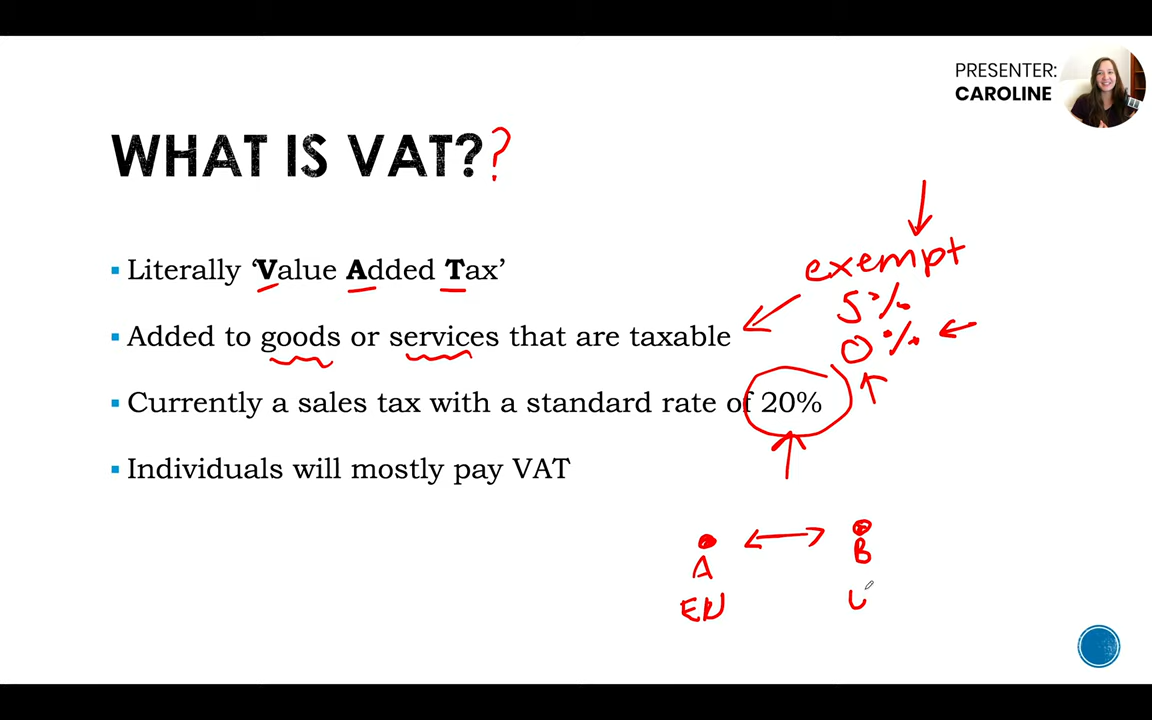 PRESENTER:
CAROLINE
WHAT IS VAT??
▪ Literally ‘Value Added Tax’
▪ Added to goods or services that are taxable
▪ Currently a sales tax with a standard rate of 20%
▪ Individuals will mostly pay VAT
exempt
5%
0%
A B